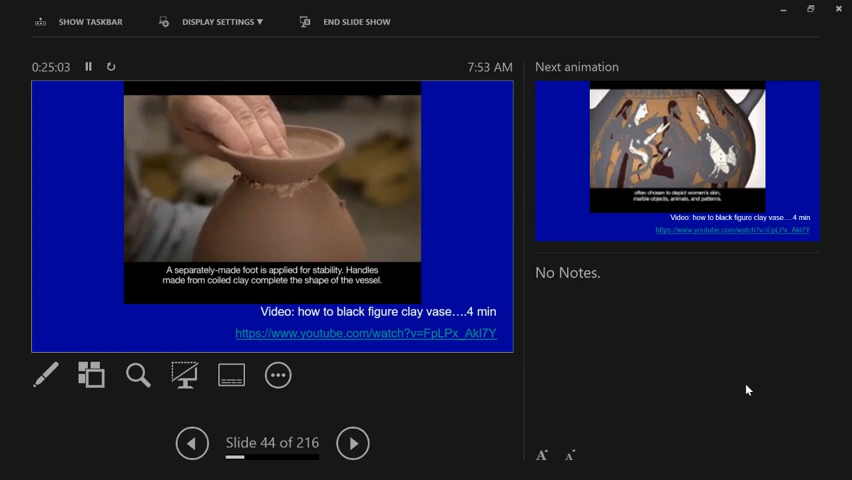 SHOW TASKBAR
DISPLAY SETTINGS ▼
END SLIDE SHOW
0:25:03
7:53 AM
A separately-made foot is applied for stability. Handles
made from coiled clay complete the shape of the vessel.
Video: how to black figure clay vase....4 min
https://www.youtube.com/watch?v=FpLPx_Akl7Y
Next animation
often chosen to depict women's skin,
marble objects, animals, and patterns.
Video: how to black figure clay vase....4 min
https://www.youtube.com/watch?v=FpLPx_Akl7Y
No Notes.
Slide 44 of 216
A A